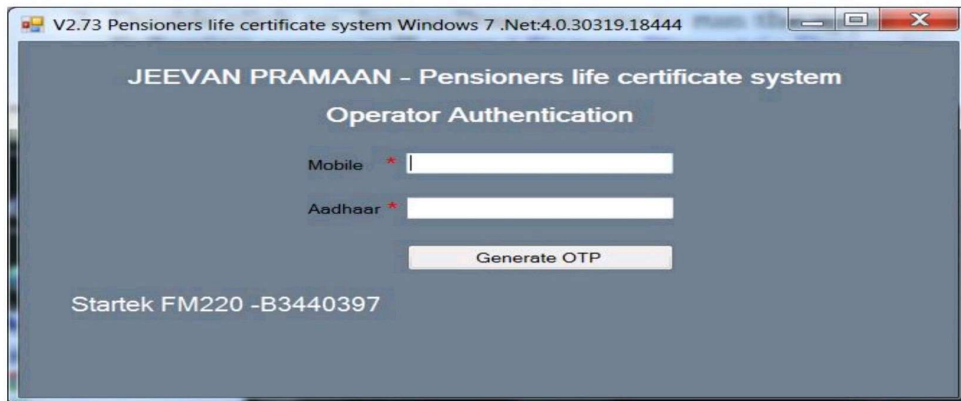 V2.73 Pensioners life certificate system Windows 7 .Net:4.0.30319.18444
JEEVAN PRAMAAN - Pensioners life certificate system
Operator Authentication
Mobile *
Aadhaar *
Generate OTP
Startek FM220 -B3440397